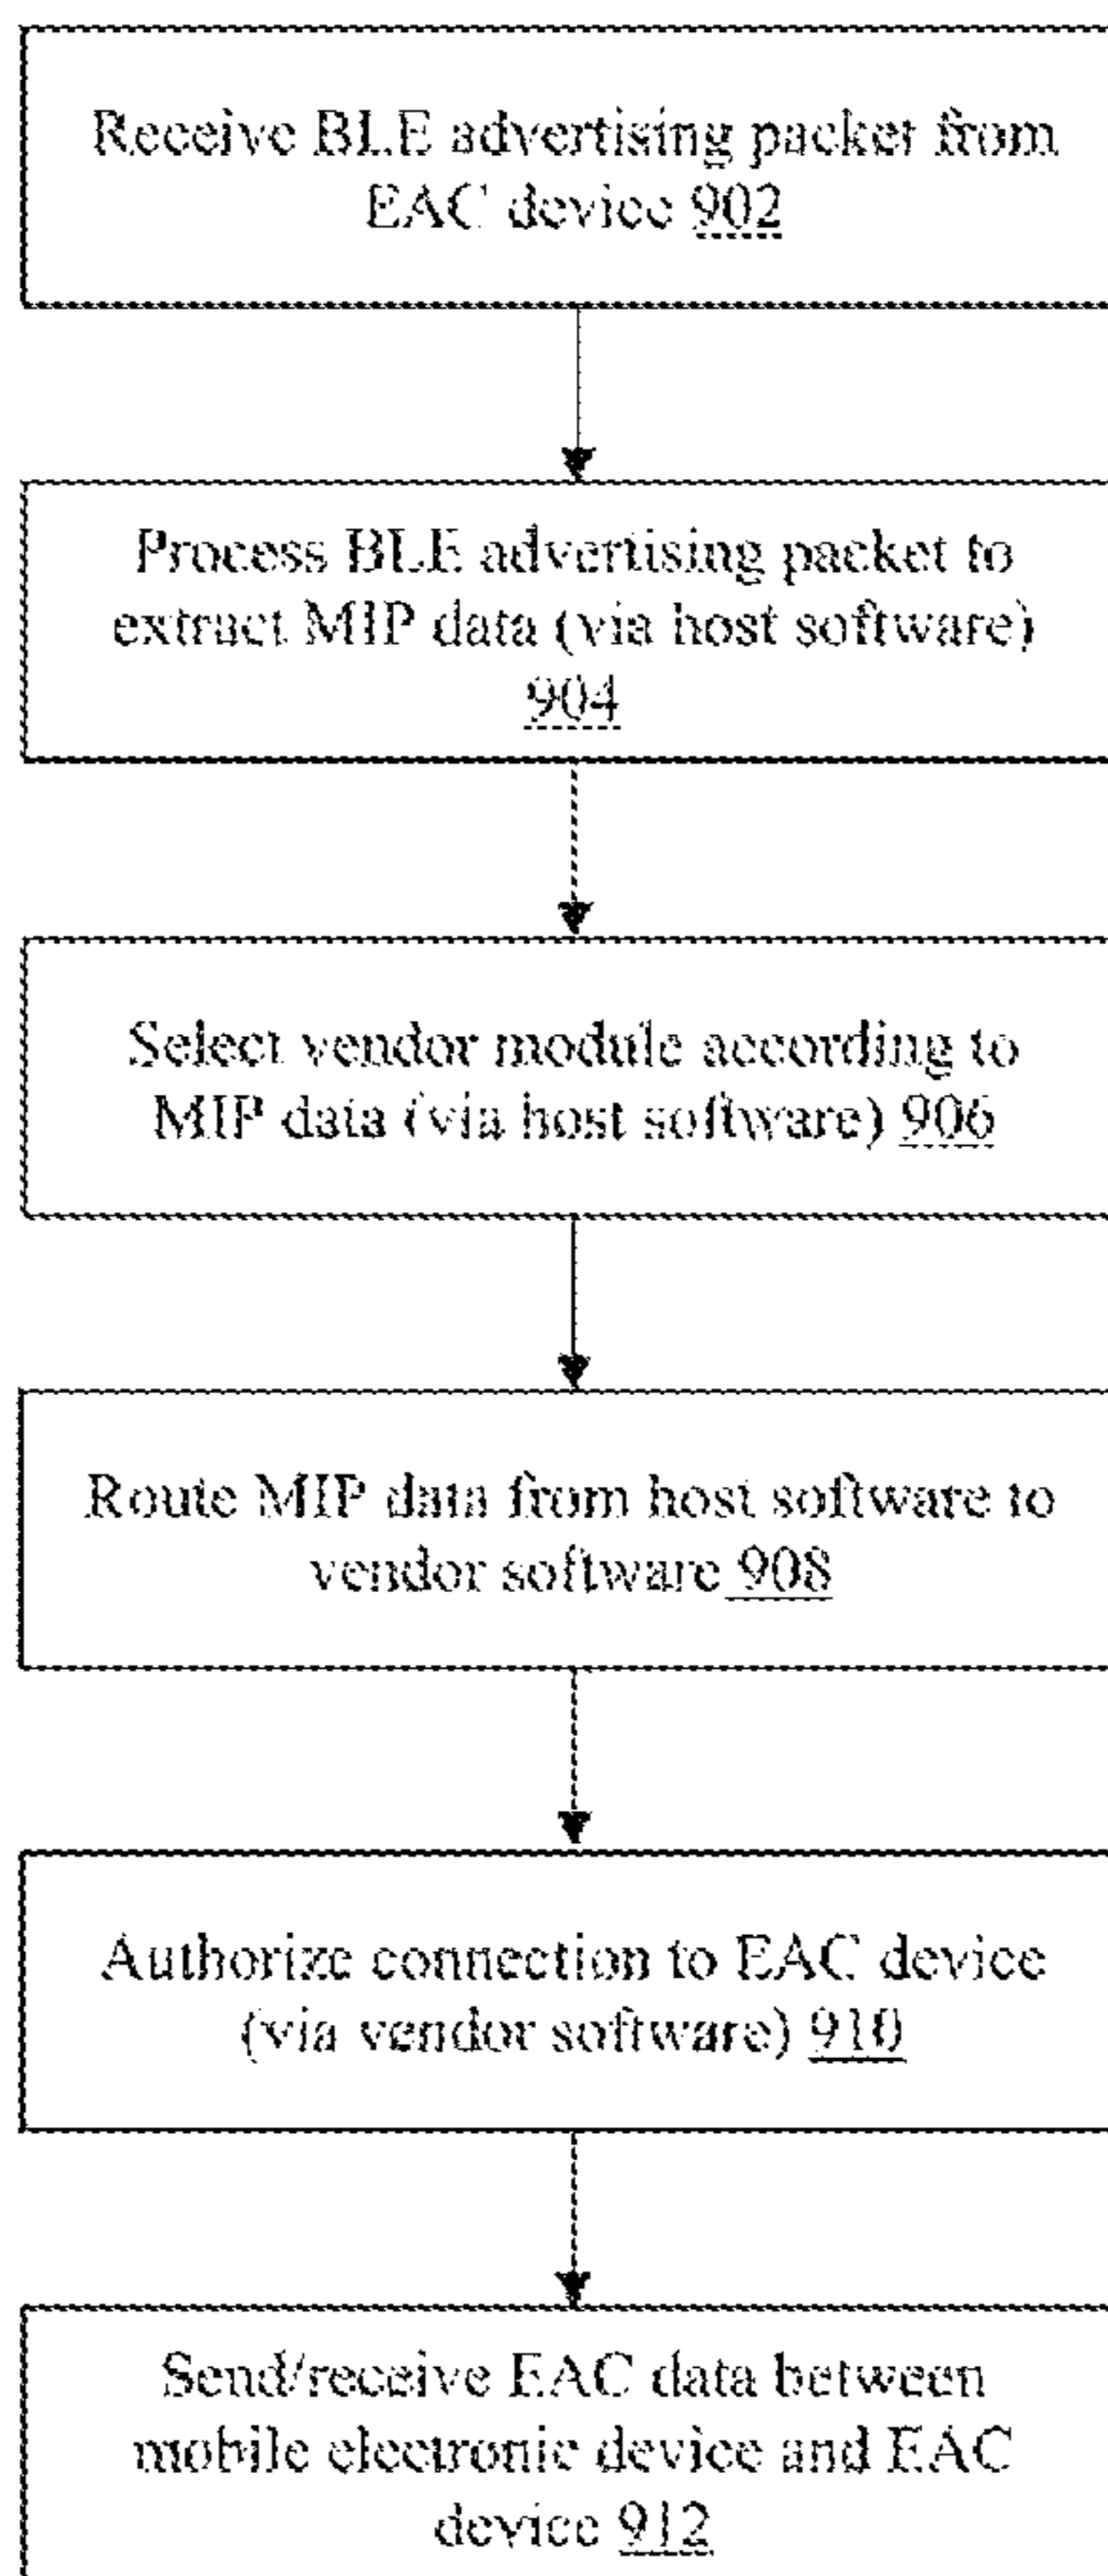 Receive BLE advertising packet from
EAC device 902
Process BLE advertising packet to
extract MIP data (via host software)
904
Select vendor module according to
MIP data (via host software) 906
Route MIP data from host software to
vendor software 908
Authorize connection to EAC device
(via vendor software) 910
Send/receive EAC data between
mobile electronic device and EAC
device 912